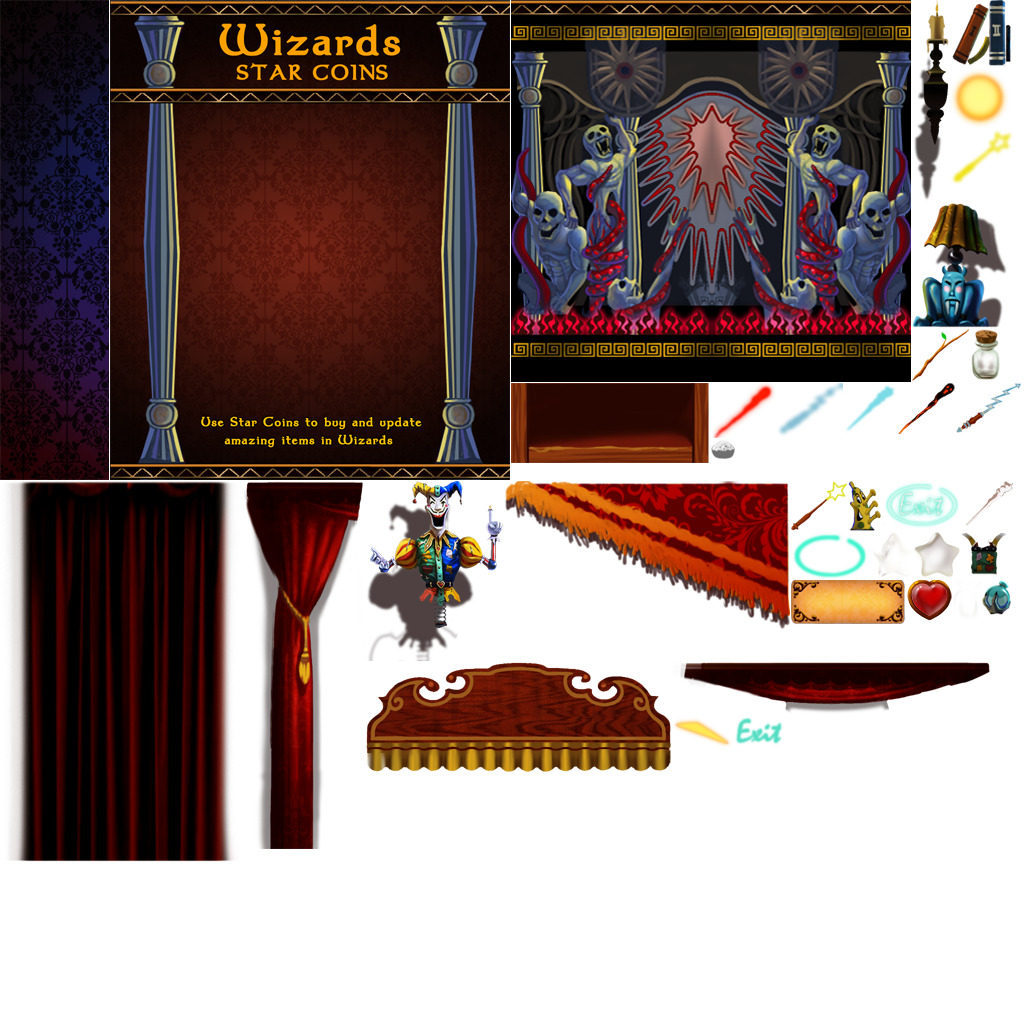 Wizards
STAR COINS
Use Star Coins to buy and update
amazing items in Wizards
Exit
Exit